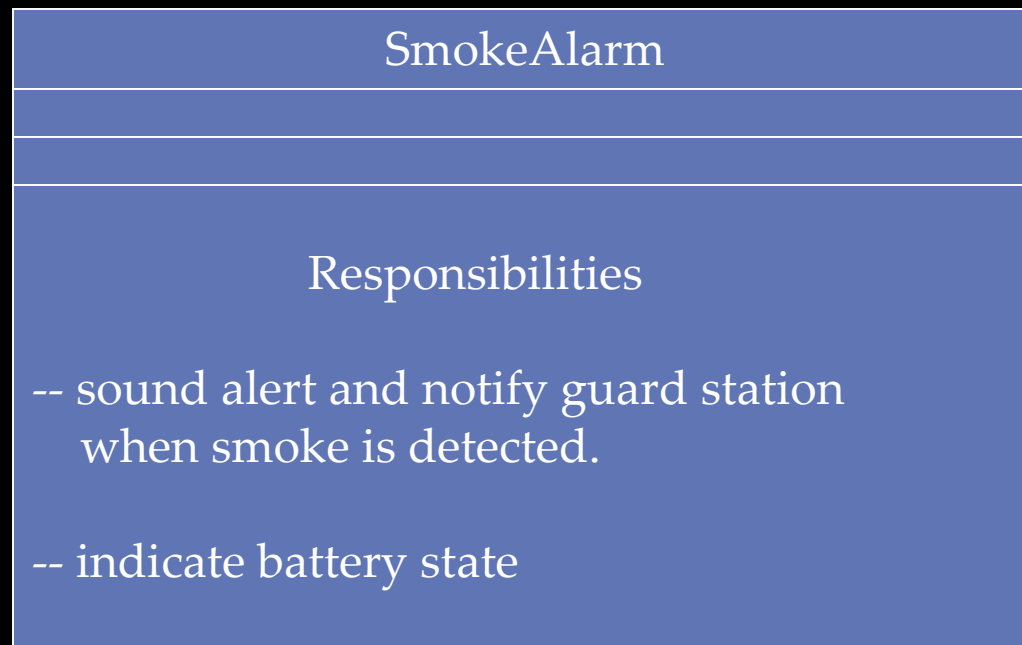 SmokeAlarm
Responsibilities
-- sound alert and notify guard station
when smoke is detected.
-- indicate battery state